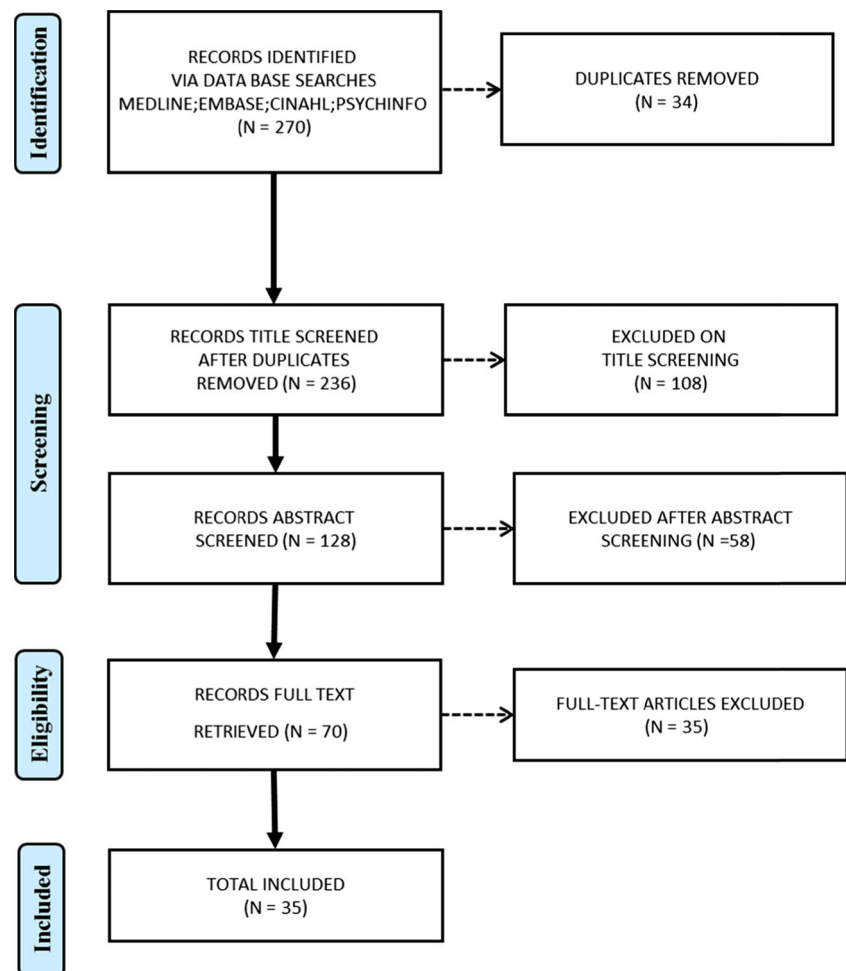 Identification
RECORDS IDENTIFIED
VIA DATA BASE SEARCHES
MEDLINE;EMBASE;CINAHL;PSYCHINFO
(N = 270)
DUPLICATES REMOVED
(N = 34)
Screening
RECORDS TITLE SCREENED
AFTER DUPLICATES
REMOVED (N = 236)
EXCLUDED ON
TITLE SCREENING
(N = 108)
RECORDS ABSTRACT
SCREENED (N = 128)
EXCLUDED AFTER ABSTRACT
SCREENING (N =58)
Eligibility
RECORDS FULL TEXT
RETRIEVED (N = 70)
FULL-TEXT ARTICLES EXCLUDED
(N = 35)
Included
TOTAL INCLUDED
(N = 35)